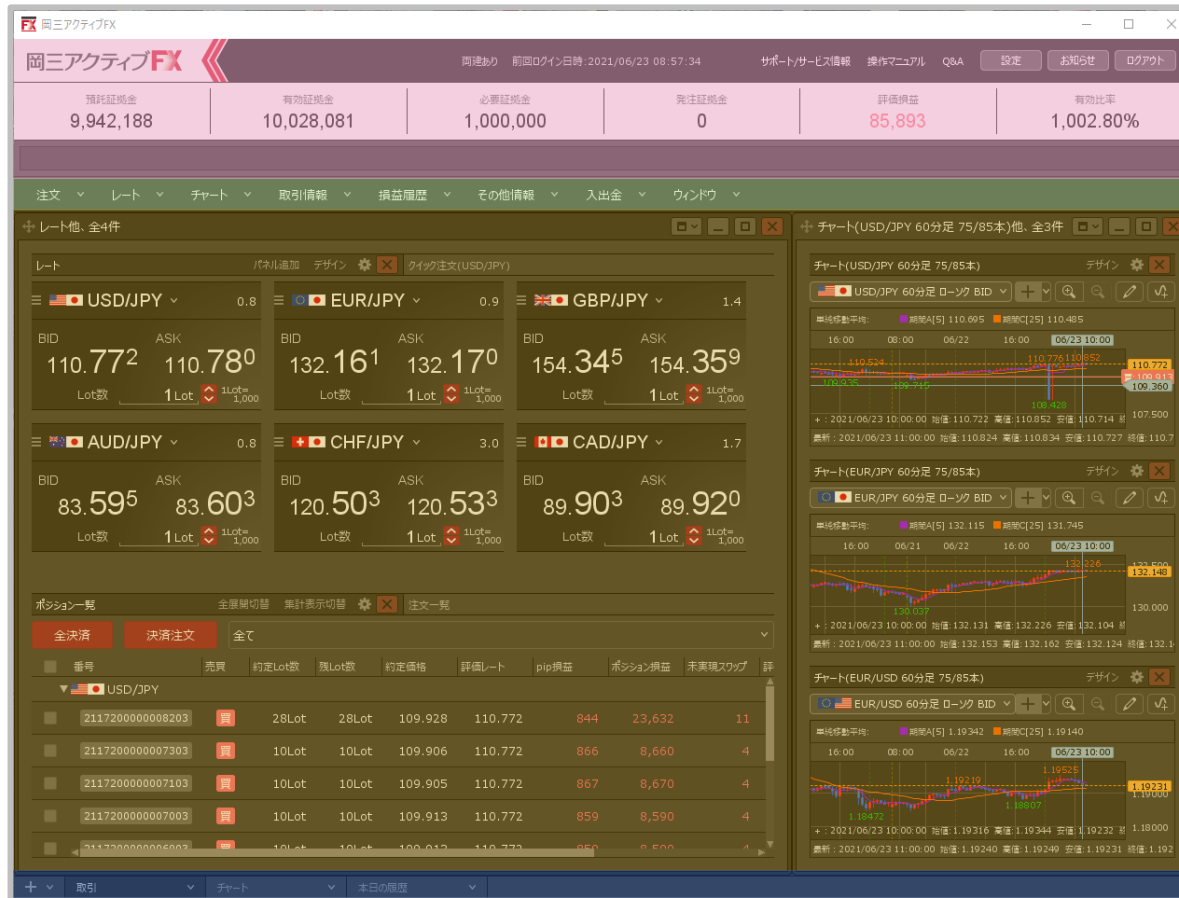 FX 岡三アクティブFX
岡三アクティブFX 両建あり 前回ログイン日時:2021/06/23 08:57:34 サポート/サービス情報 操作マニュアル Q&A 設定 お知らせ ログアウト
預託証拠金 有効証拠金 必要証拠金 発注証拠金 評価損益 有効比率
9,942,188 10,028,081 1,000,000 0 85,893 1,002.80%
注文 レート チャート 取引情報 損益履歴 その他情報 入出金 ウィンドウ
レート他、全4件
レート パネル追加 デザイン クイック注文(USD/JPY)
USD/JPY 0.8 EUR/JPY 0.9 GBP/JPY 1.4
BID ASK BID ASK BID ASK
110.772 110.780 132.161 132.170 154.345 154.359
Lot数 1 Lot 1Lot=1,000 Lot数 1 Lot 1Lot=1,000 Lot数 1 Lot 1Lot=1,000
AUD/JPY 0.8 CHF/JPY 3.0 CAD/JPY 1.7
BID ASK BID ASK BID ASK
83.595 83.603 120.503 120.533 89.903 89.920
Lot数 1 Lot 1Lot=1,000 Lot数 1 Lot 1Lot=1,000 Lot数 1 Lot 1Lot=1,000
ポジション一覧 全展開切替 集計表示切替 注文一覧
全決済 決済注文 全て
番号 売買 約定Lot数 残Lot数 約定価格 評価レート pip損益 ポジション損益 未実現スワップ 評
USD/JPY
2117200000008203 買 28Lot 28Lot 109.928 110.772 844 23,632 11
2117200000007303 買 10Lot 10Lot 109.906 110.772 866 8,660 4
2117200000007103 買 10Lot 10Lot 109.905 110.772 867 8,670 4
2117200000007003 買 10Lot 10Lot 109.913 110.772 859 8,590 4
チャート(USD/JPY 60分足 75/85本)他、全3件
チャート(USD/JPY 60分足 75/85本) デザイン
USD/JPY 60分足 ローソク BID
単純移動平均: 期間A[5] 110.695 期間C[25] 110.485
16:00 08:00 06/22 16:00 06/23 10:00
110.524 110.776 110.852
110.772
109.913
109.935 109.715 109.360
108.428
107.500
+ : 2021/06/23 10:00:00 始値:110.722 高値:110.852 安値:110.714 終
最新 : 2021/06/23 11:00:00 始値:110.824 高値:110.834 安値:110.727 終値:110.7
チャート(EUR/JPY 60分足 75/85本) デザイン
EUR/JPY 60分足 ローソク BID
単純移動平均: 期間A[5] 132.115 期間C[25] 131.745
16:00 06/21 06/22 16:00 06/23 10:00
132.226 132.500
132.148
130.037 130.000
+ : 2021/06/23 10:00:00 始値:132.131 高値:132.226 安値:132.104 終
最新 : 2021/06/23 11:00:00 始値:132.153 高値:132.162 安値:132.124 終値:132.1
チャート(EUR/USD 60分足 75/85本) デザイン
EUR/USD 60分足 ローソク BID
単純移動平均: 期間A[5] 1.19342 期間C[25] 1.19140
16:00 08:00 06/22 16:00 06/23 10:00
1.19525
1.19219 1.19231
1.19000
1.18807
1.18472
1.18000
+ : 2021/06/23 10:00:00 始値:1.19316 高値:1.19344 安値:1.19232 終
最新 : 2021/06/23 11:00:00 始値:1.19240 高値:1.19249 安値:1.19231 終値:1.192
取引 チャート 本日の履歴